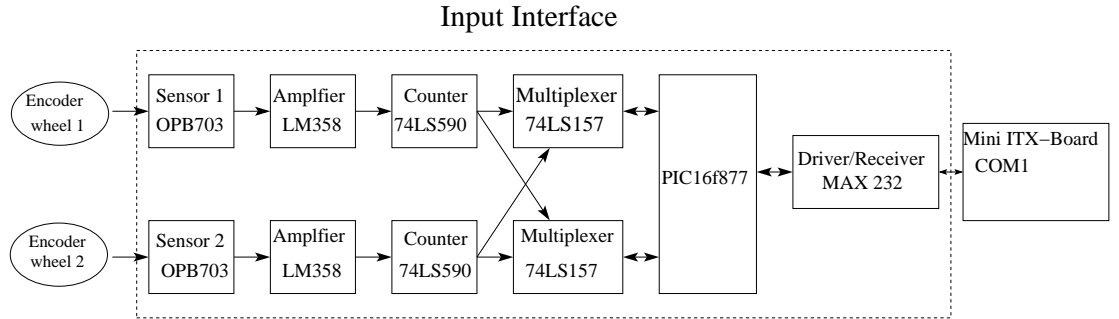 Input Interface
Encoder
wheel 1
Sensor 1
OPB703
Amplfier
LM358
Counter
74LS590
Multiplexer
74LS157
PIC16f877
Driver/Receiver
MAX 232
Mini ITX−Board
COM1
Encoder
wheel 2
Sensor 2
OPB703
Amplfier
LM358
Counter
74LS590
Multiplexer
74LS157